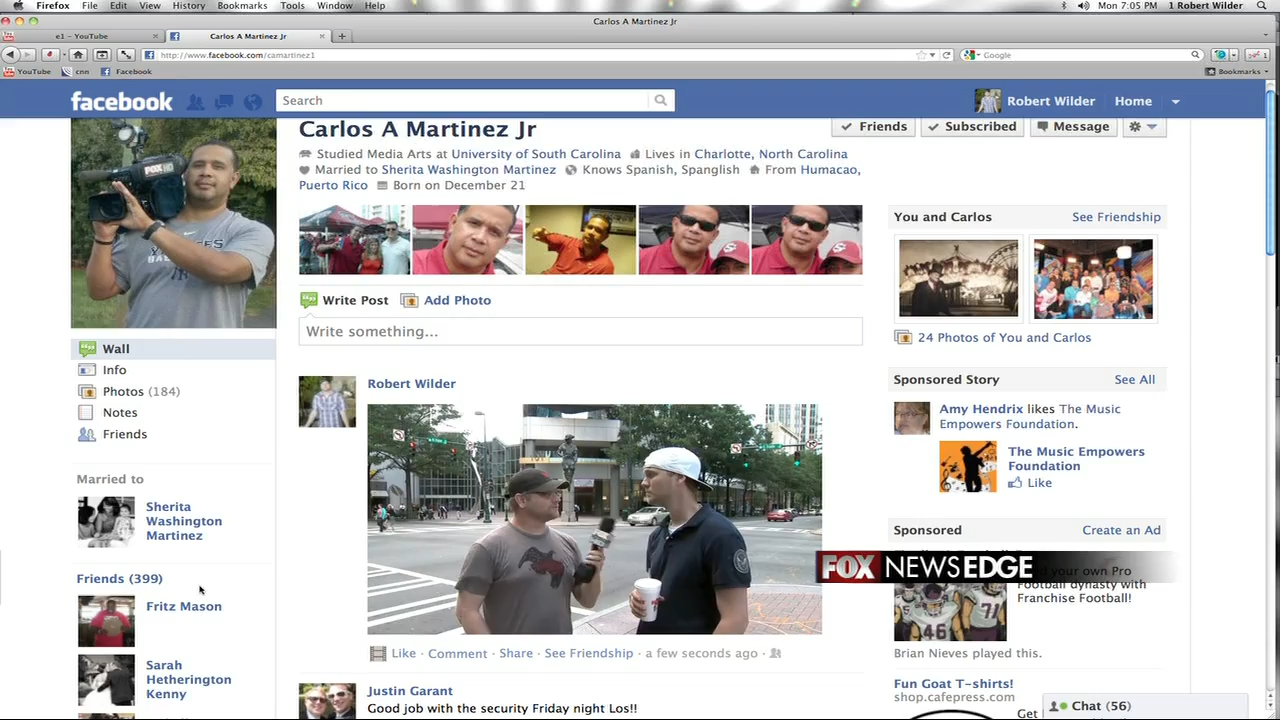 Firefox File Edit View History Bookmarks Tools Window Help
Mon 7:05 PM 1 Robert Wilder
Carlos A Martinez Jr
e1 - YouTube
Carlos A Martinez Jr
http://www.facebook.com/camartinez1
Google
YouTube cnn Facebook
Bookmarks
facebook
Search
Robert Wilder Home
Carlos A Martinez Jr
Friends Subscribed Message
Studied Media Arts at University of South Carolina Lives in Charlotte, North Carolina
Married to Sherita Washington Martinez Knows Spanish, Spanglish From Humacao,
Puerto Rico Born on December 21
You and Carlos See Friendship
Write Post Add Photo
Write something...
24 Photos of You and Carlos
Wall
Info
Photos (184)
Notes
Friends
Robert Wilder
Sponsored Story See All
Amy Hendrix likes The Music
Empowers Foundation.
The Music Empowers
Foundation
Like
Married to
Sherita
Washington
Martinez
Sponsored Create an Ad
FOX NEWS EDGE
your own Pro
Football dynasty with
Franchise Football!
Friends (399)
Fritz Mason
Sarah
Hetherington
Kenny
Like · Comment · Share · See Friendship · a few seconds ago ·
Brian Nieves played this.
Justin Garant
Good job with the security Friday night Los!!
Fun Goat T-shirts!
shop.cafepress.com
Get
Chat (56)